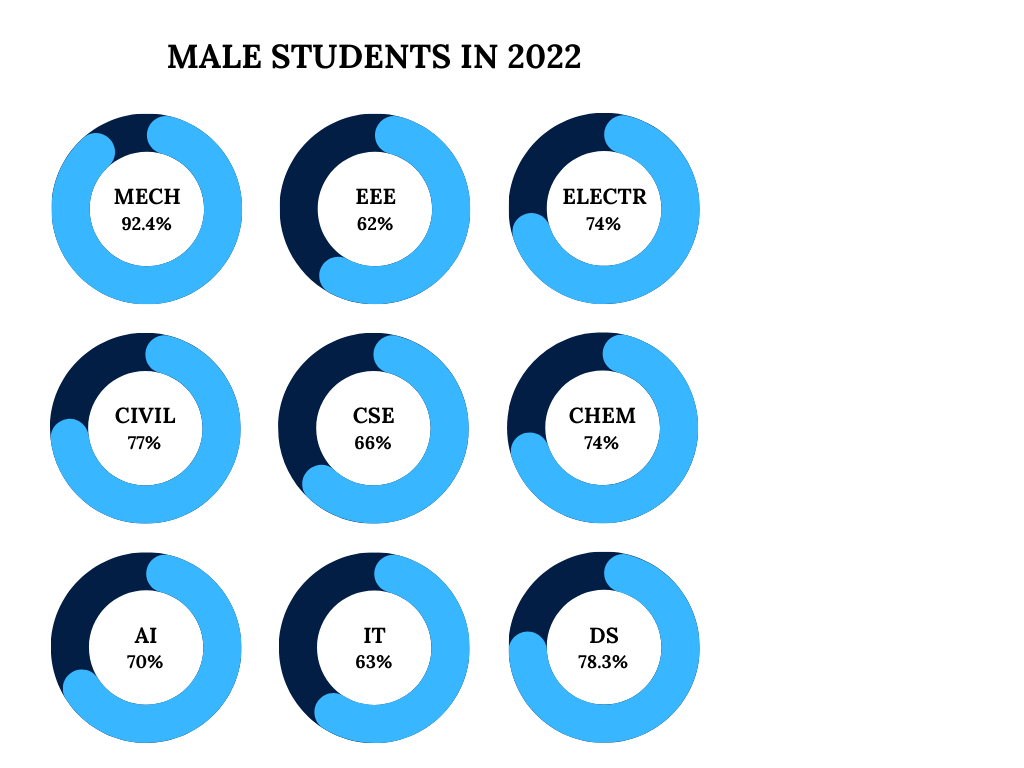 MALE STUDENTS IN 2022
MECH
92.4%
EEE
62%
ELECTR
74%
CIVIL
77%
CSE
66%
CHEM
74%
AI
70%
IT
63%
DS
78.3%